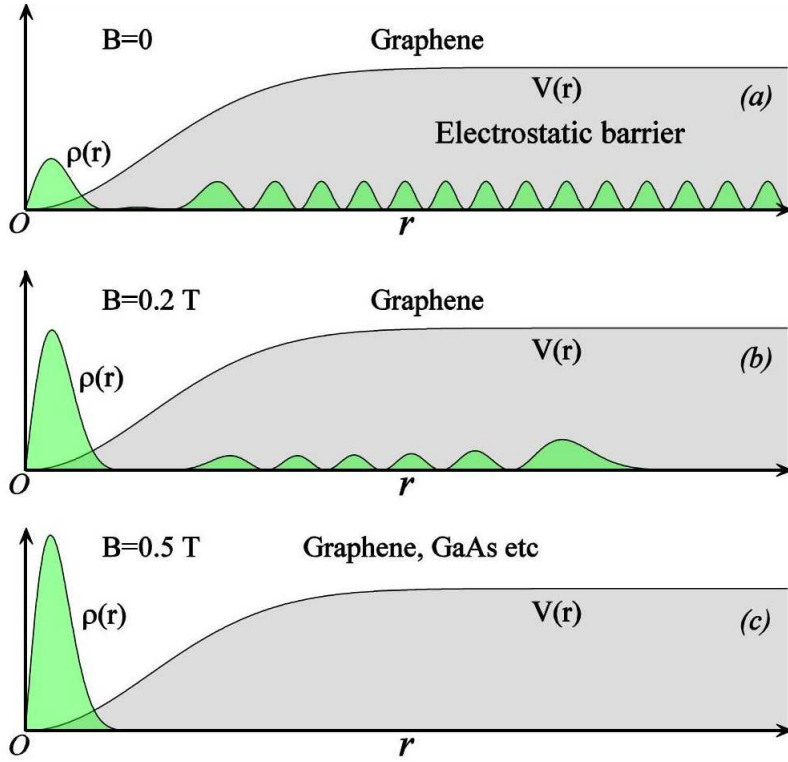 B=0 Graphene
V(r) (a)
Electrostatic barrier
ρ(r)
O r
B=0.2 T Graphene
V(r) (b)
ρ(r)
O r
B=0.5 T Graphene, GaAs etc
V(r) (c)
ρ(r)
O r